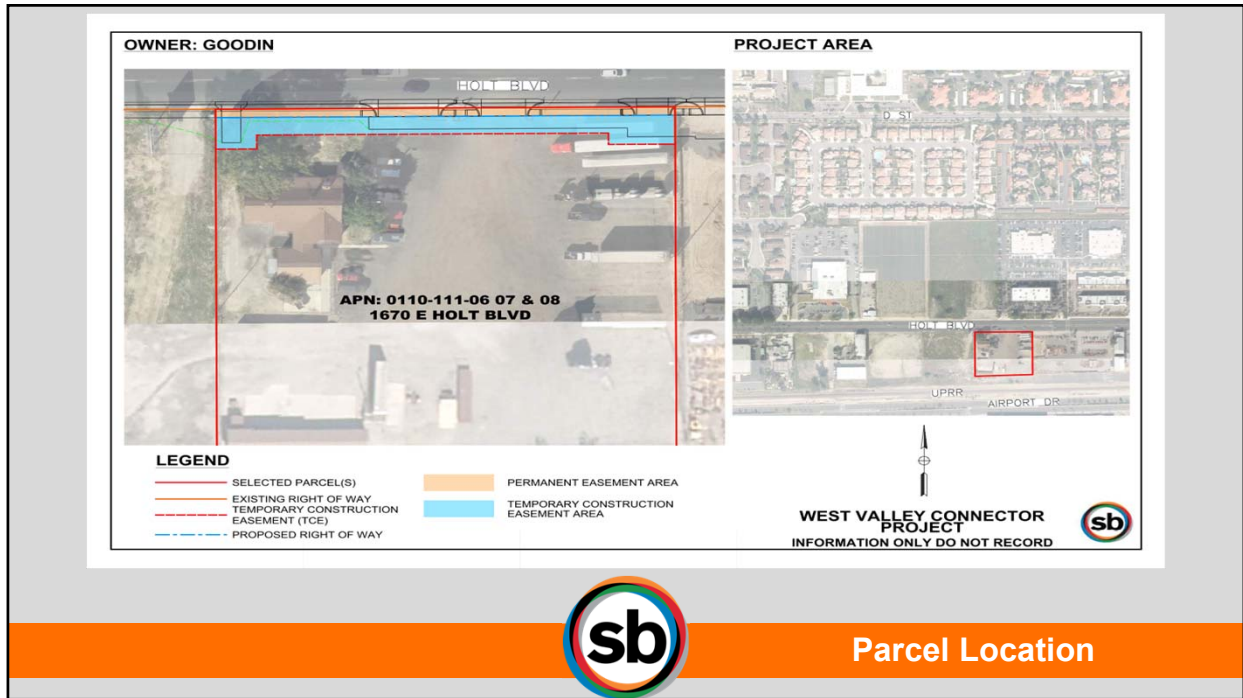 OWNER: GOODIN
HOLT BLVD
APN: 0110-111-06 07 & 08
1670 E HOLT BLVD
PROJECT AREA
D ST
HOLT BLVD
UPRR
AIRPORT DR
LEGEND
SELECTED PARCEL(S)
EXISTING RIGHT OF WAY
TEMPORARY CONSTRUCTION
EASEMENT (TCE)
PROPOSED RIGHT OF WAY
PERMANENT EASEMENT AREA
TEMPORARY CONSTRUCTION
EASEMENT AREA
WEST VALLEY CONNECTOR
PROJECT
INFORMATION ONLY DO NOT RECORD
sb
sb
Parcel Location